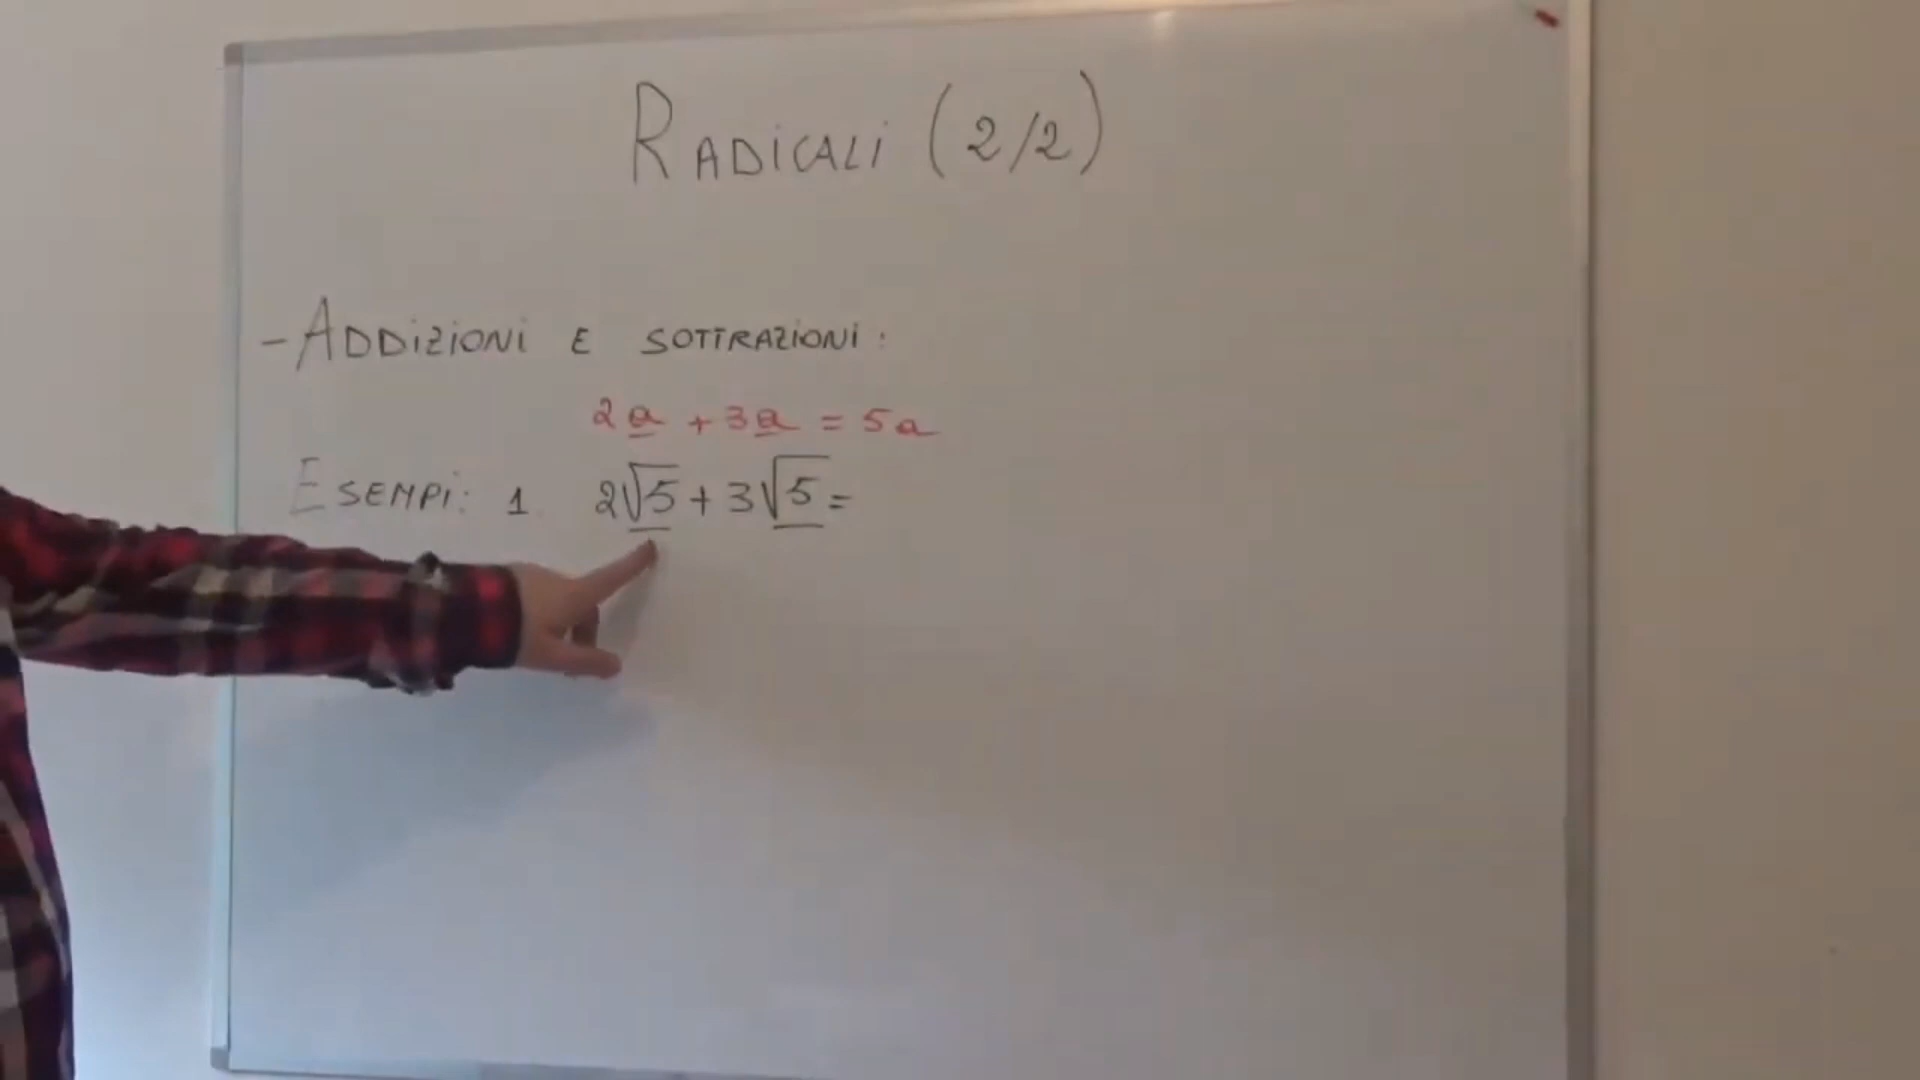 RADiCALi (2/2)
- ADDiZiONi E SOTTRAZiONi:
2a + 3a = 5a
ESEMPi: 1. 2√5 + 3√5 =